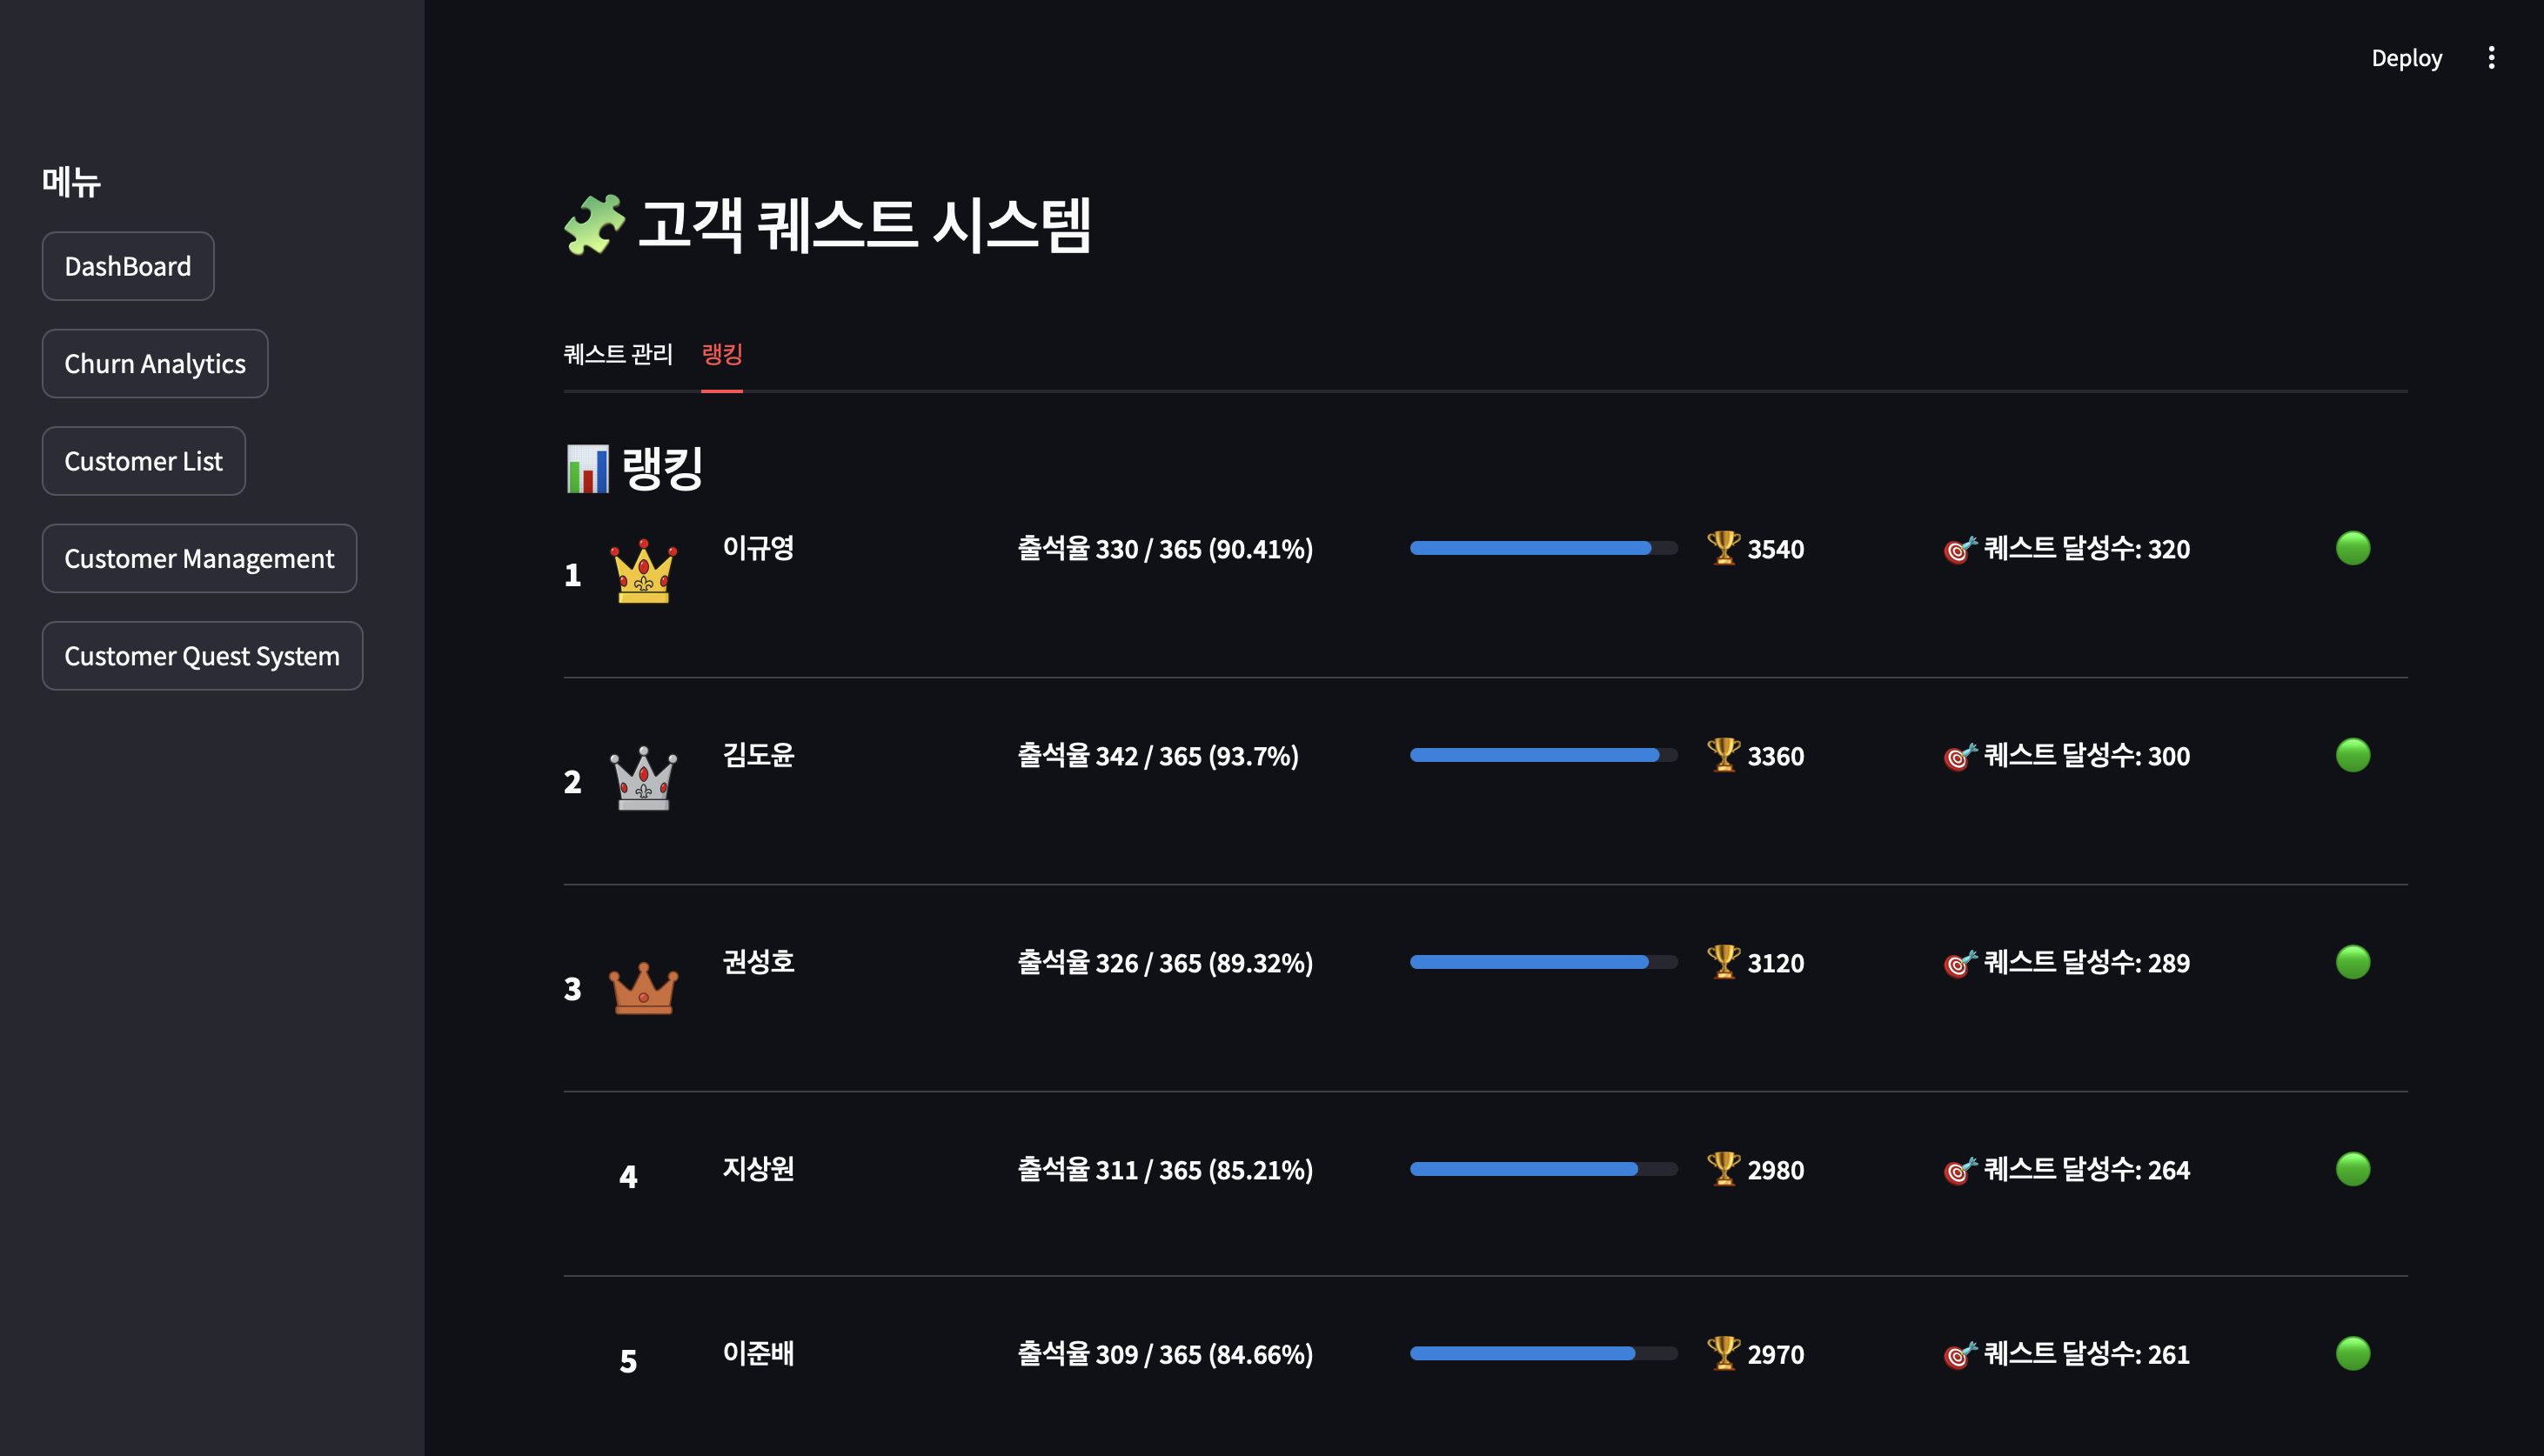 Deploy
메뉴
DashBoard
Churn Analytics
Customer List
Customer Management
Customer Quest System
고객 퀘스트 시스템
퀘스트 관리 랭킹
랭킹
1 이규영 출석율 330 / 365 (90.41%) 3540 퀘스트 달성수: 320
2 김도윤 출석율 342 / 365 (93.7%) 3360 퀘스트 달성수: 300
3 권성호 출석율 326 / 365 (89.32%) 3120 퀘스트 달성수: 289
4 지상원 출석율 311 / 365 (85.21%) 2980 퀘스트 달성수: 264
5 이준배 출석율 309 / 365 (84.66%) 2970 퀘스트 달성수: 261